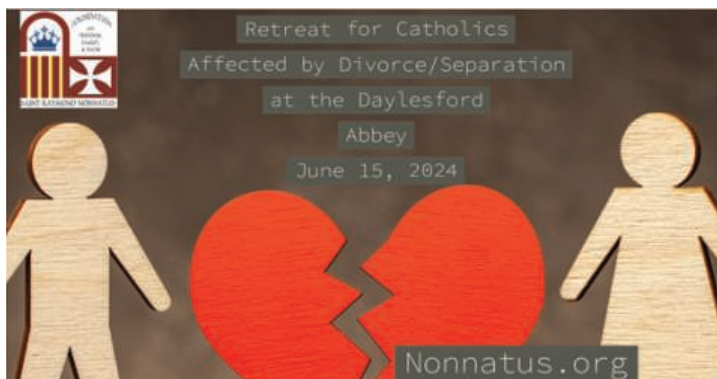 FOUNDATION
SAINT RAYMOND NONNATUS
Retreat for Catholics
Affected by Divorce/Separation
at the Daylesford
Abbey
June 15, 2024
Nonnatus.org